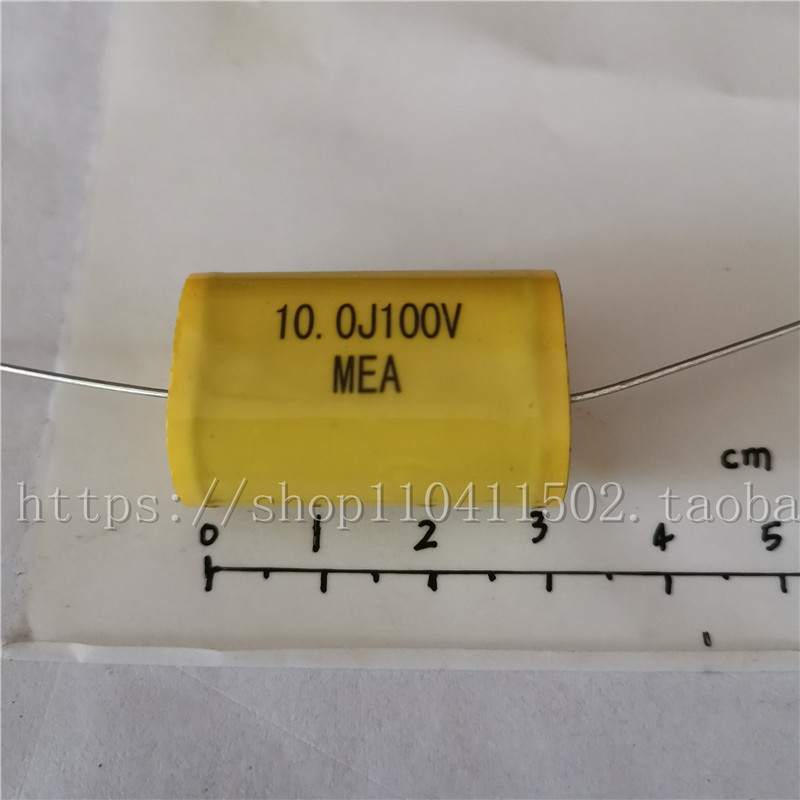 10.0J100V
MEA
cm
https://shop110411502.taoba
0 1 2 3 4 5